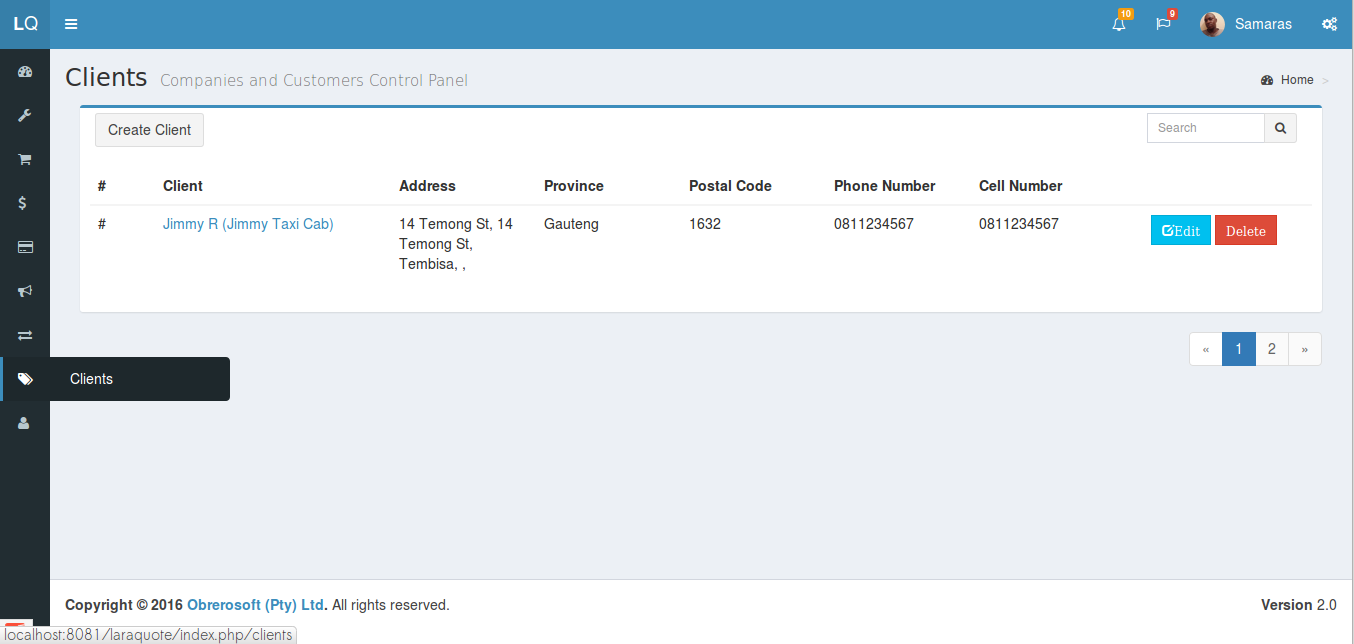 LQ
10
9
Samaras
Clients Companies and Customers Control Panel
Home >
Create Client
Search
# Client Address Province Postal Code Phone Number Cell Number
# Jimmy R (Jimmy Taxi Cab) 14 Temong St, 14 Gauteng 1632 0811234567 0811234567 Edit Delete
Temong St,
Tembisa, ,
« 1 2 »
Clients
Copyright © 2016 Obrerosoft (Pty) Ltd. All rights reserved. Version 2.0
localhost:8081/laraquote/index.php/clients